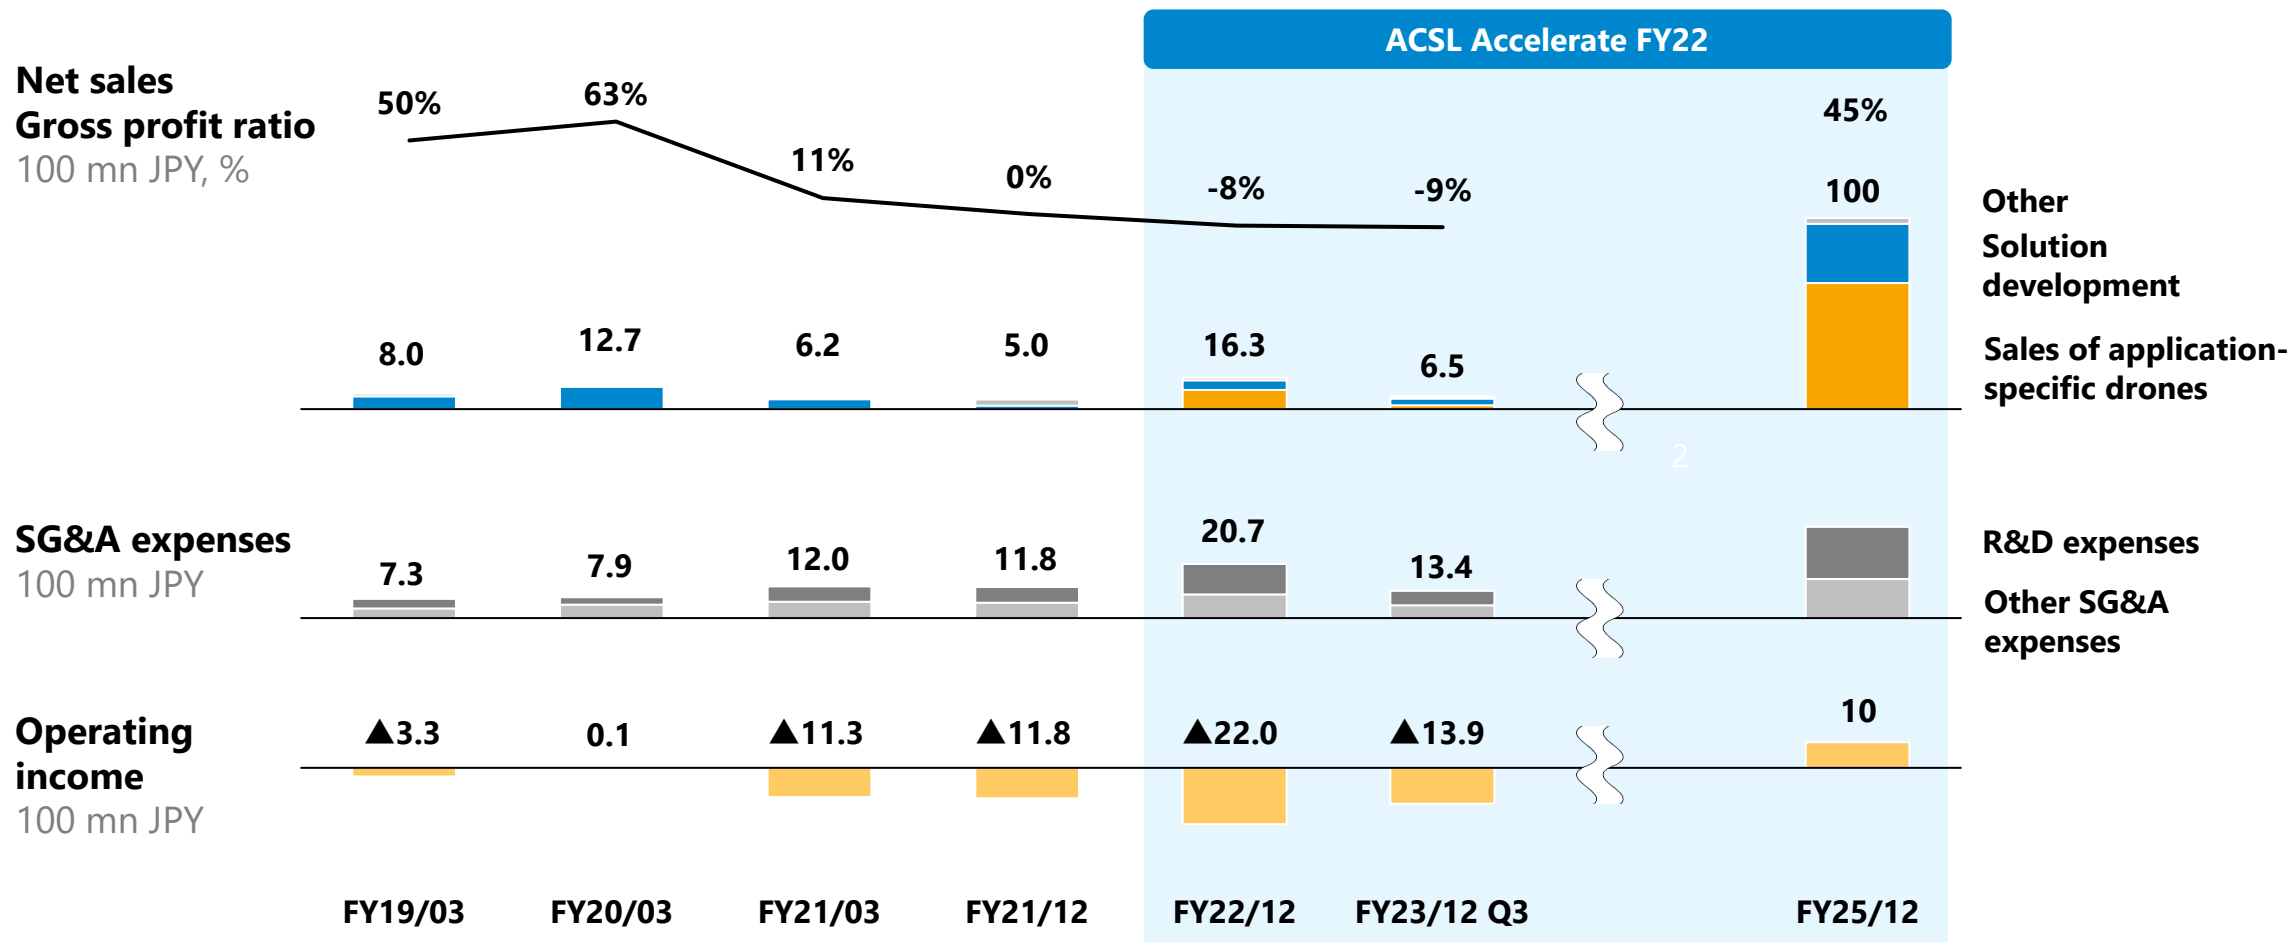 ACSL Accelerate FY22
Net sales
Gross profit ratio
100 mn JPY, %
50%
63%
11%
0%
-8%
-9%
45%
8.0
12.7
6.2
5.0
16.3
6.5
100
Other
Solution
development
Sales of application-
specific drones
2
SG&A expenses
100 mn JPY
7.3
7.9
12.0
11.8
20.7
13.4
R&D expenses
Other SG&A
expenses
Operating
income
100 mn JPY
▲3.3
0.1
▲11.3
▲11.8
▲22.0
▲13.9
10
FY19/03
FY20/03
FY21/03
FY21/12
FY22/12
FY23/12 Q3
FY25/12